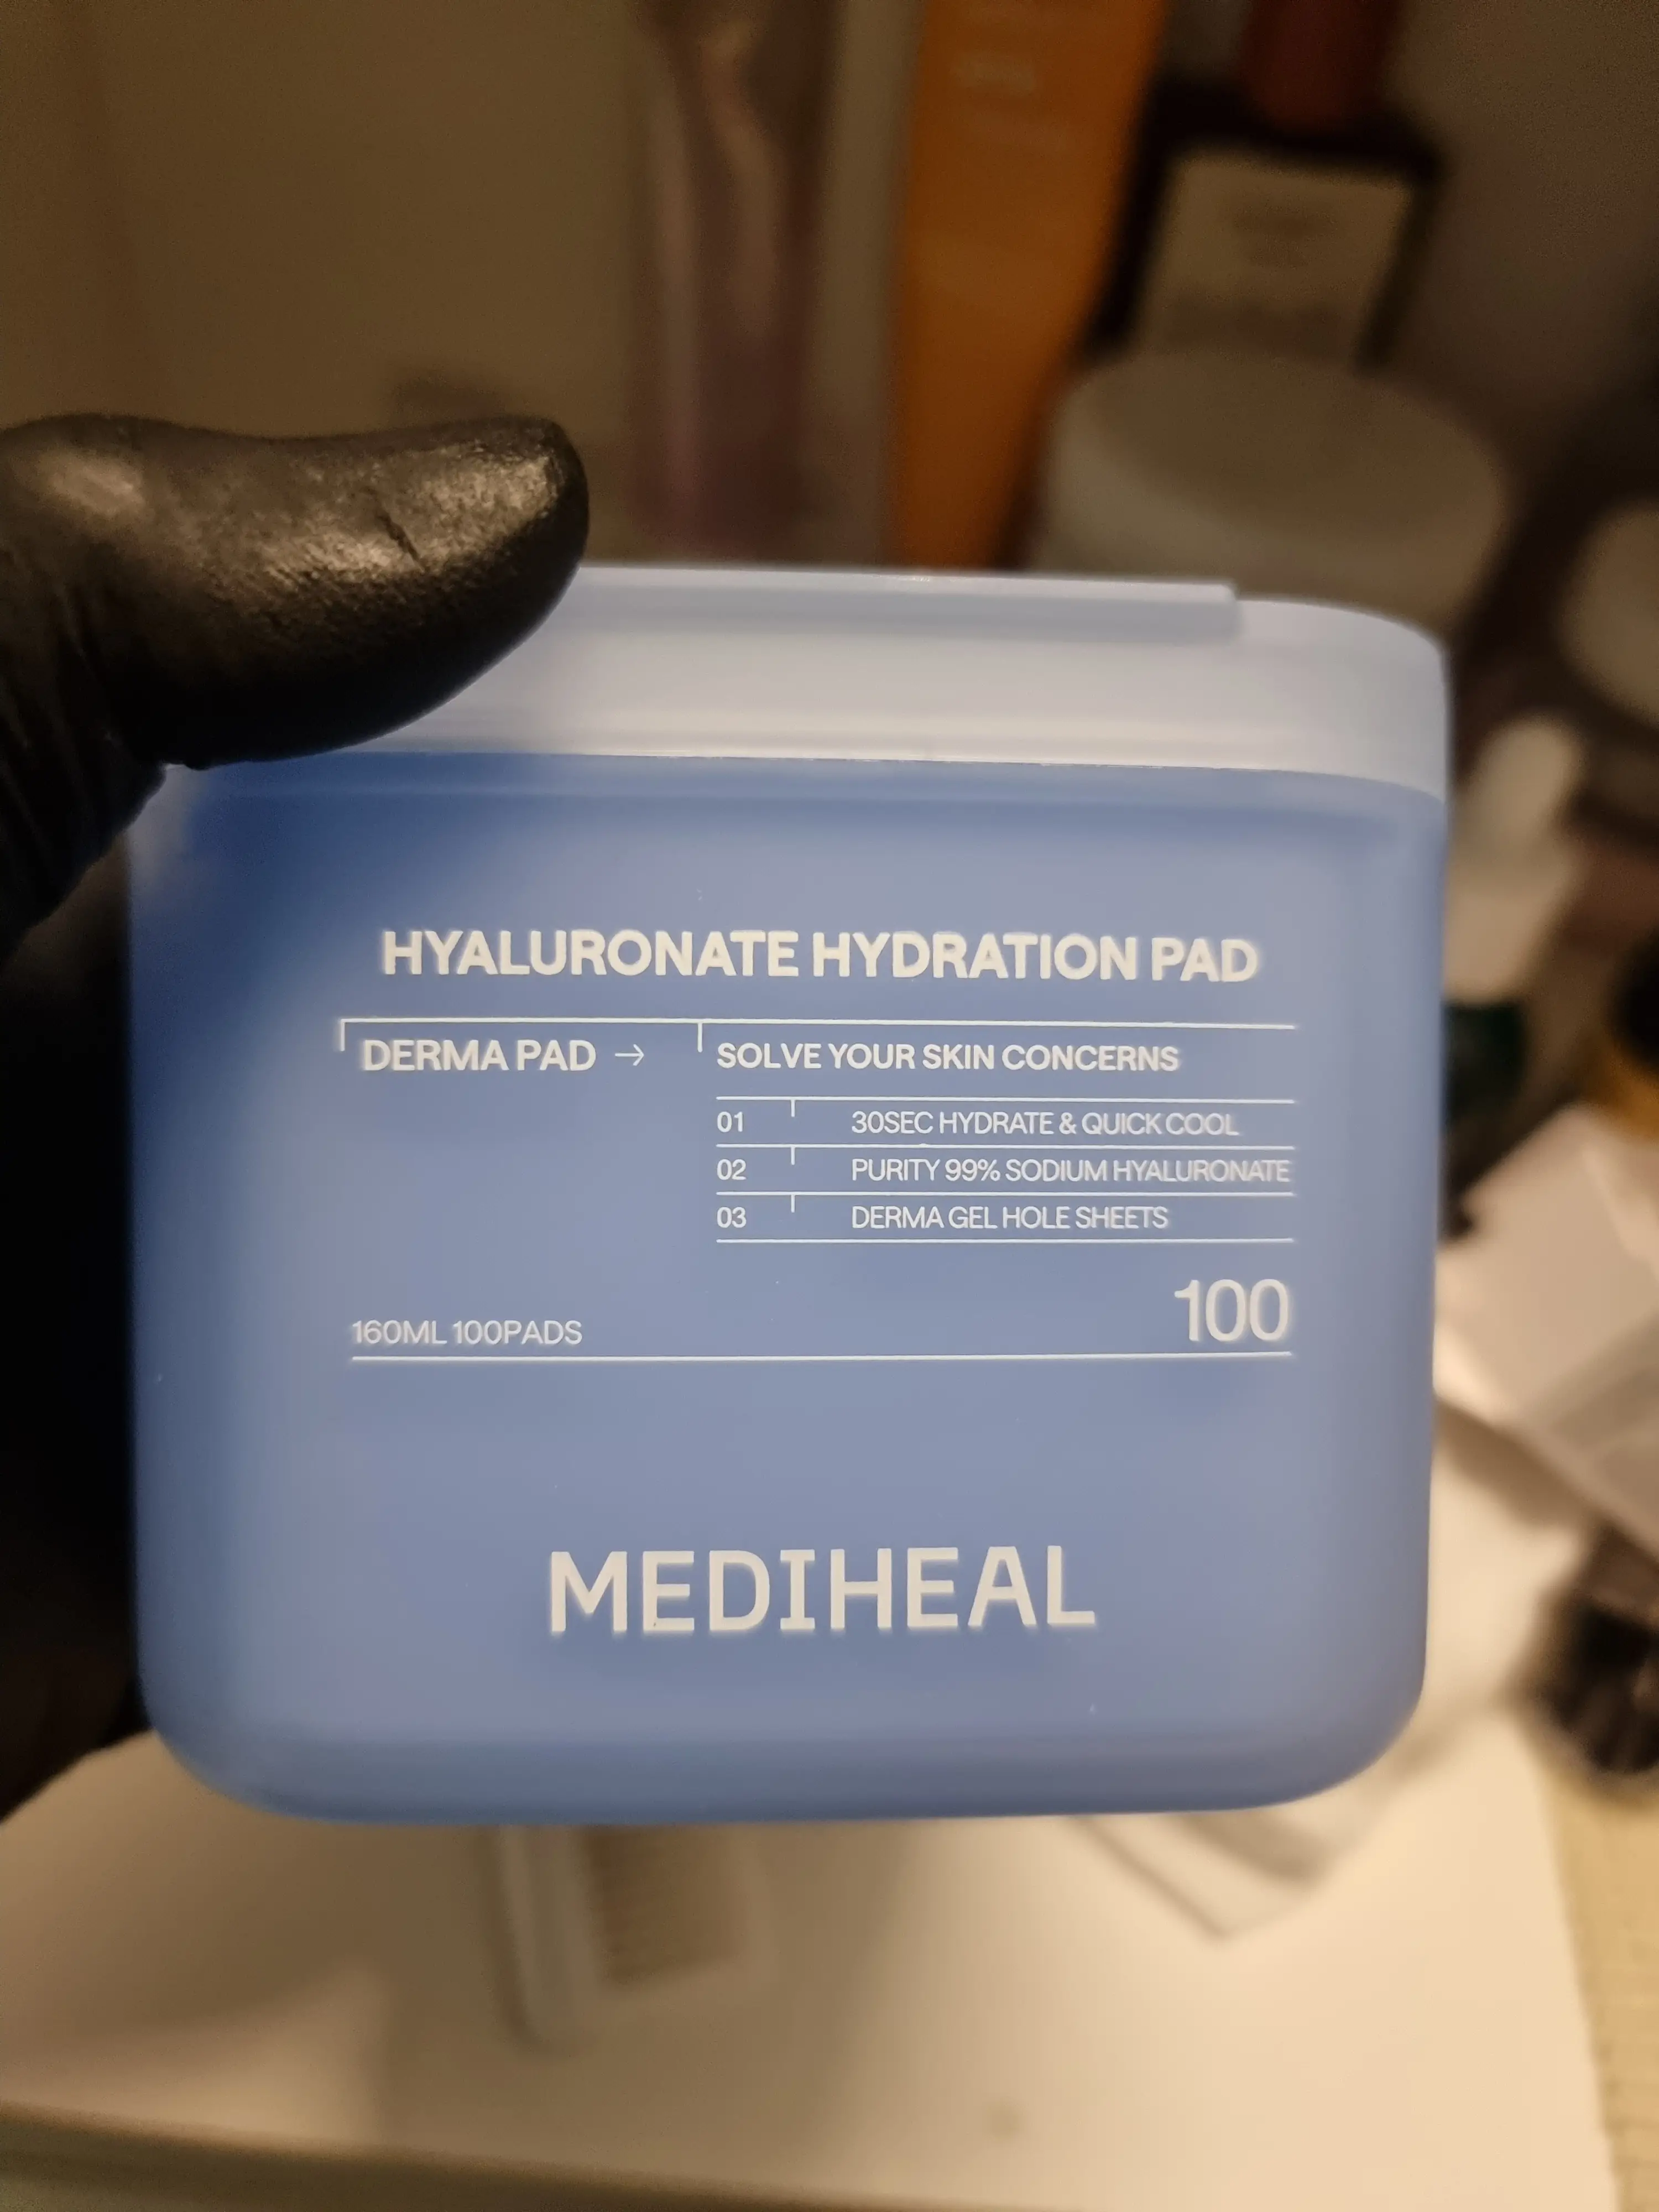 HYALURONATE HYDRATION PAD
DERMA PAD → SOLVE YOUR SKIN CONCERNS
01 30SEC HYDRATE & QUICK COOL
02 PURITY 99% SODIUM HYALURONATE
03 DERMA GEL HOLE SHEETS
160ML 100PADS 100
MEDIHEAL